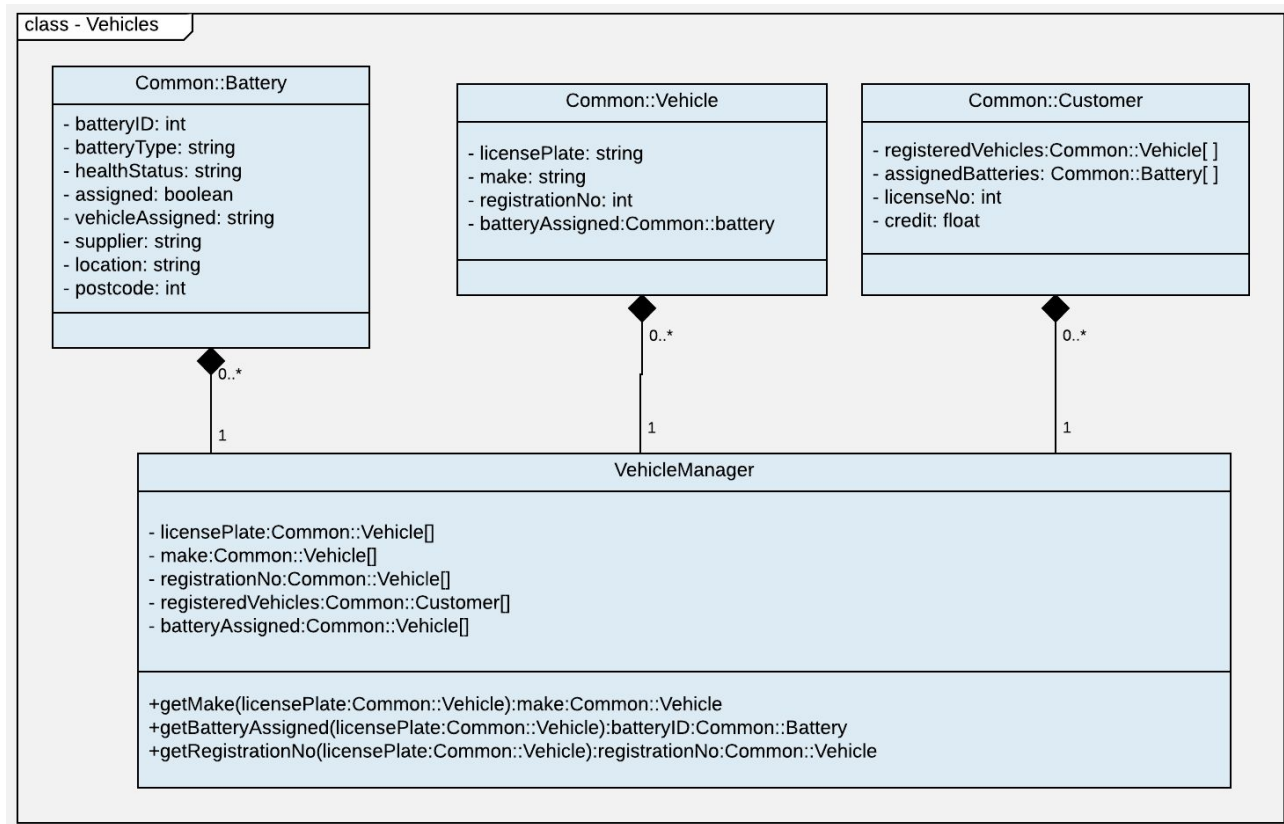 class - Vehicles
Common::Battery
- batteryID: int
- batteryType: string
- healthStatus: string
- assigned: boolean
- vehicleAssigned: string
- supplier: string
- location: string
- postcode: int
Common::Vehicle
- licensePlate: string
- make: string
- registrationNo: int
- batteryAssigned:Common::battery
Common::Customer
- registeredVehicles:Common::Vehicle[ ]
- assignedBatteries: Common::Battery[ ]
- licenseNo: int
- credit: float
0..*
0..*
0..*
1
1
1
VehicleManager
- licensePlate:Common::Vehicle[]
- make:Common::Vehicle[]
- registrationNo:Common::Vehicle[]
- registeredVehicles:Common::Customer[]
- batteryAssigned:Common::Vehicle[]
+getMake(licensePlate:Common::Vehicle):make:Common::Vehicle
+getBatteryAssigned(licensePlate:Common::Vehicle):batteryID:Common::Battery
+getRegistrationNo(licensePlate:Common::Vehicle):registrationNo:Common::Vehicle